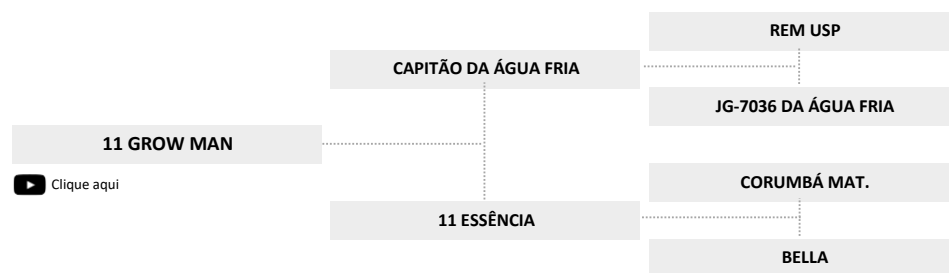 REM USP
CAPITÃO DA ÁGUA FRIA
JG-7036 DA ÁGUA FRIA
11 GROW MAN
Clique aqui
CORUMBÁ MAT.
11 ESSÊNCIA
BELLA